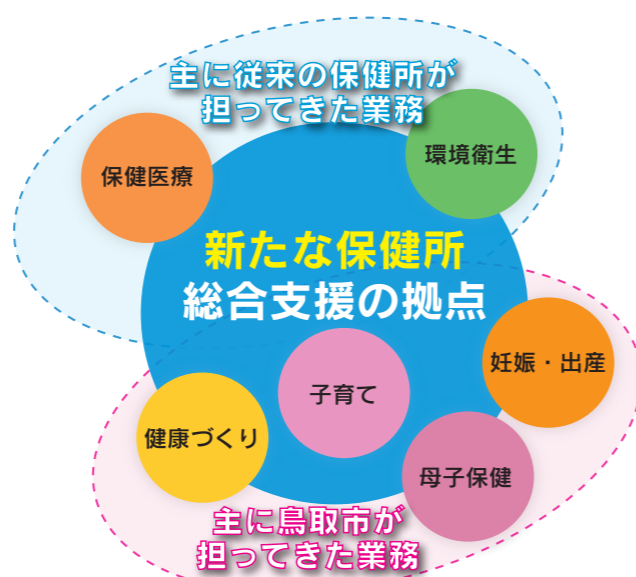 主に従来の保健所が
担ってきた業務
保健医療
環境衛生
新たな保健所
総合支援の拠点
妊娠・出産
子育て
健康づくり
母子保健
主に鳥取市が
担ってきた業務